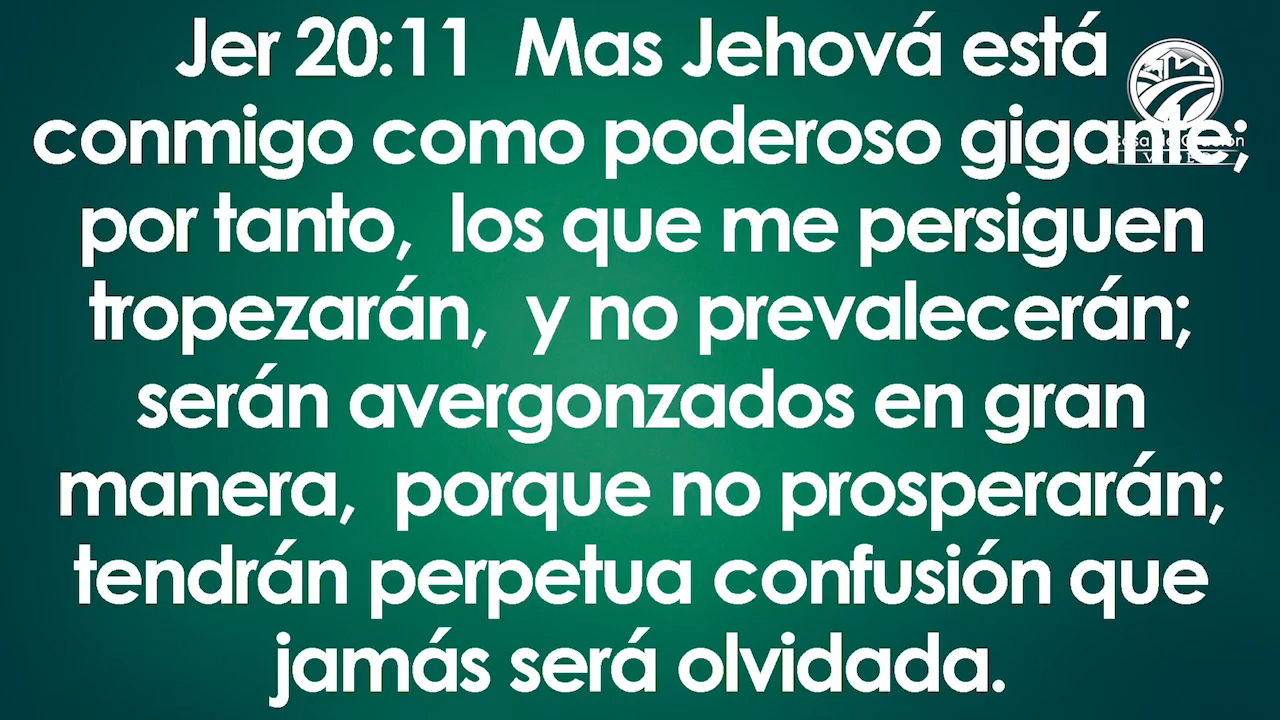 Jer 20:11 Mas Jehová está
conmigo como poderoso gigante;
por tanto, los que me persiguen
tropezarán, y no prevalecerán;
serán avergonzados en gran
manera, porque no prosperarán;
tendrán perpetua confusión que
jamás será olvidada.